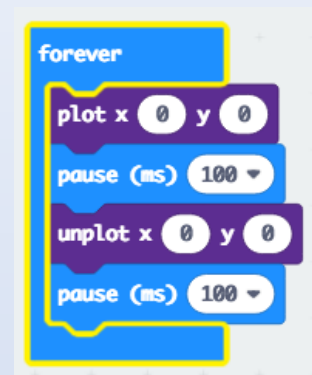 forever
plot x 0 y 0
pause (ms) 100
unplot x 0 y 0
pause (ms) 100